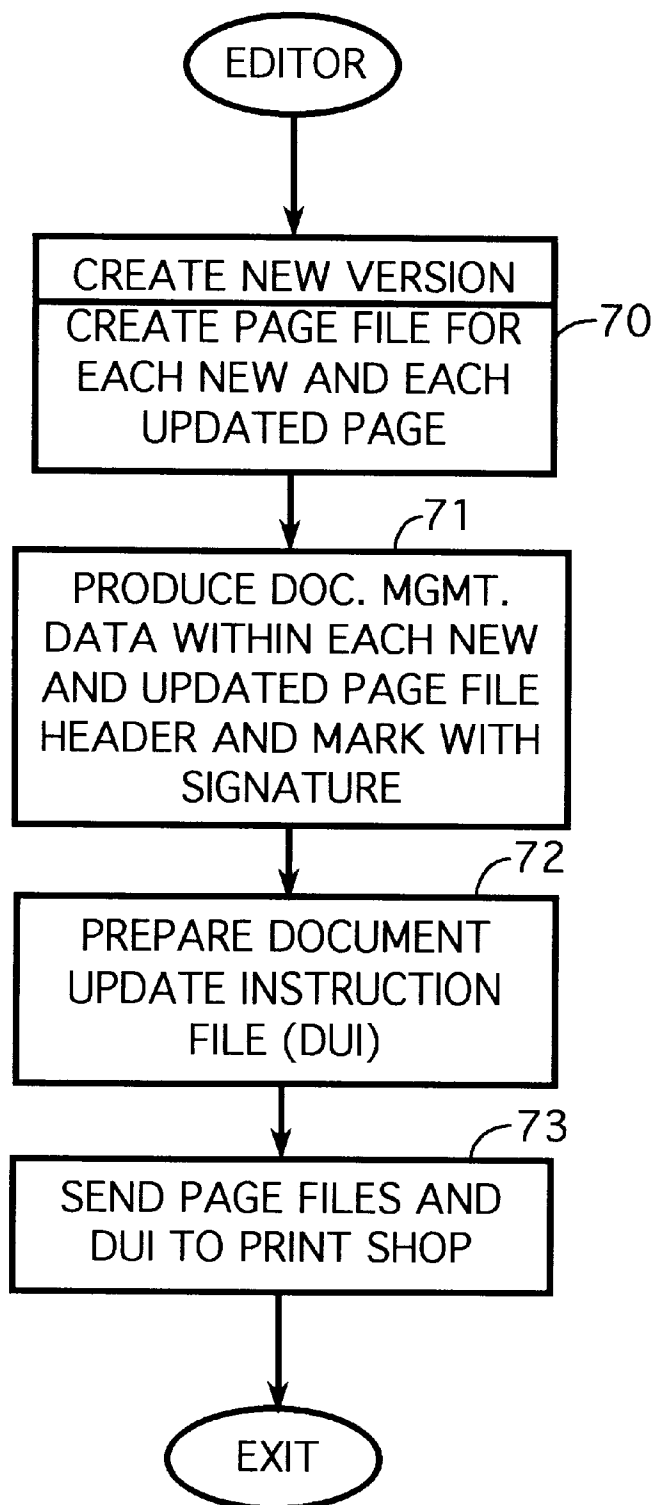 EDITOR
CREATE NEW VERSION
CREATE PAGE FILE FOR
EACH NEW AND EACH
UPDATED PAGE
70
71
PRODUCE DOC. MGMT.
DATA WITHIN EACH NEW
AND UPDATED PAGE FILE
HEADER AND MARK WITH
SIGNATURE
72
PREPARE DOCUMENT
UPDATE INSTRUCTION
FILE (DUI)
73
SEND PAGE FILES AND
DUI TO PRINT SHOP
EXIT